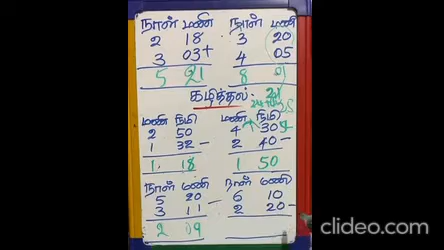 நாள் மணி நாள் மணி
2 18 3 20
3 03+ 4 05
5 21 8 1
கழித்தல்:-
மணி நிமி மணி நிமி
2 50 4 30
1 32 – 2 40 –
1. 18 1 50
நாள் மணி நாள் மணி
5 20 6 10
3 11 – 2 20 –
2 09
clideo.com